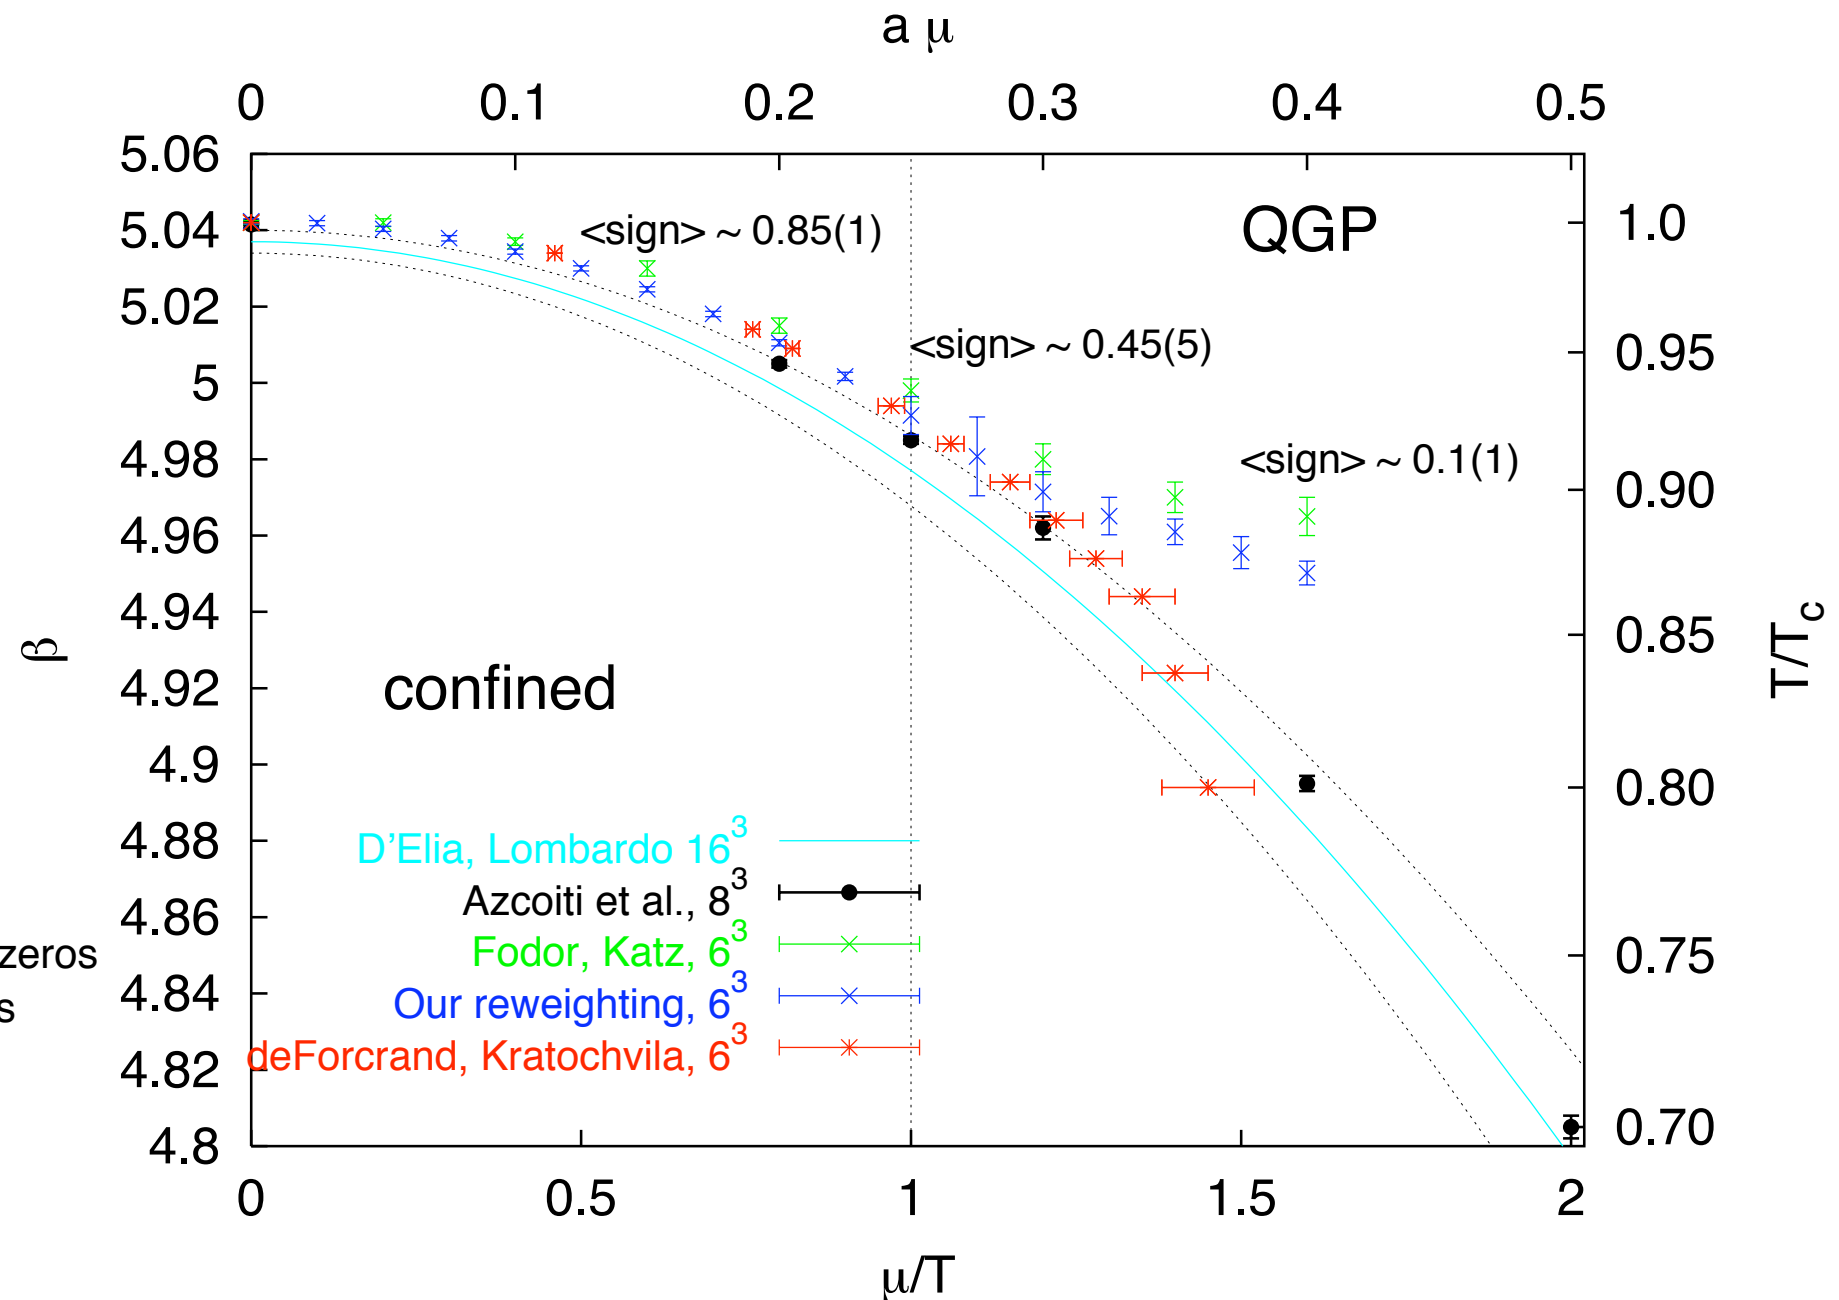 a μ
0 0.1 0.2 0.3 0.4 0.5
5.06
5.04
5.02
5
4.98
4.96
4.94
4.92
4.9
4.88
4.86
4.84
4.82
4.8
β
<sign> ~ 0.85(1)
QGP
<sign> ~ 0.45(5)
<sign> ~ 0.1(1)
confined
D'Elia, Lombardo 16³
Azcoiti et al., 8³
Fodor, Katz, 6³
Our reweighting, 6³
deForcrand, Kratochvila, 6³
zeros
s
1.0
0.95
0.90
0.85
0.80
0.75
0.70
T/Tc
0 0.5 1 1.5 2
μ/T